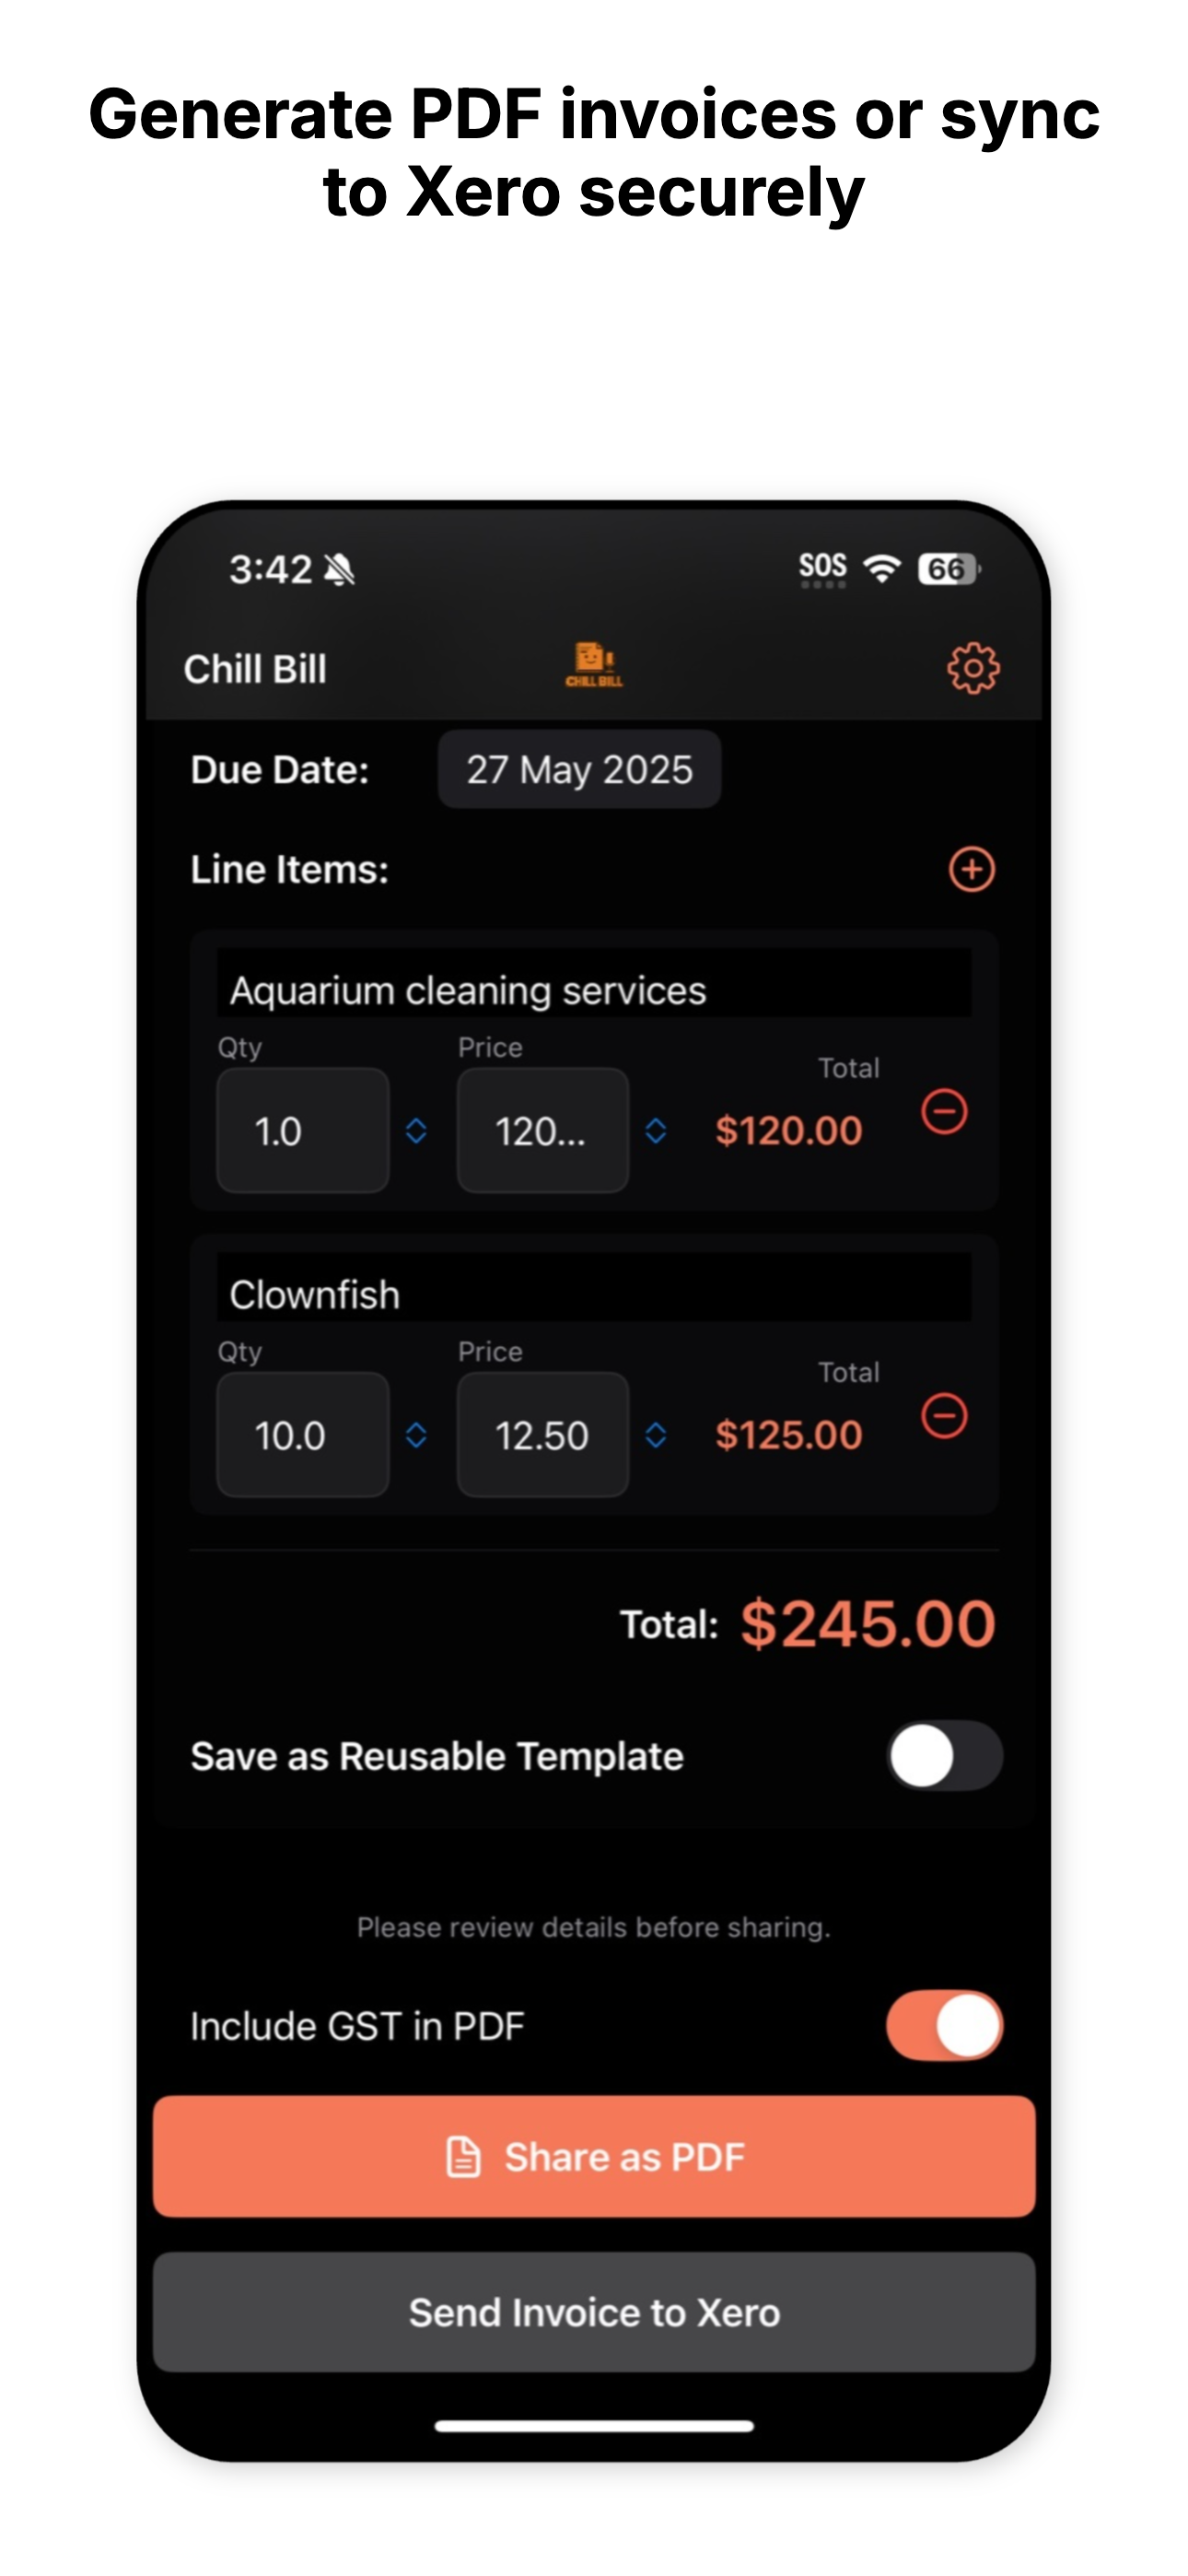 Generate PDF invoices or sync
to Xero securely
3:42 SOS 66
Chill Bill CHILL BILL
Due Date: 27 May 2025
Line Items:
Aquarium cleaning services
Qty Price Total
1.0 120... $120.00
Clownfish
Qty Price Total
10.0 12.50 $125.00
Total: $245.00
Save as Reusable Template
Please review details before sharing.
Include GST in PDF
Share as PDF
Send Invoice to Xero